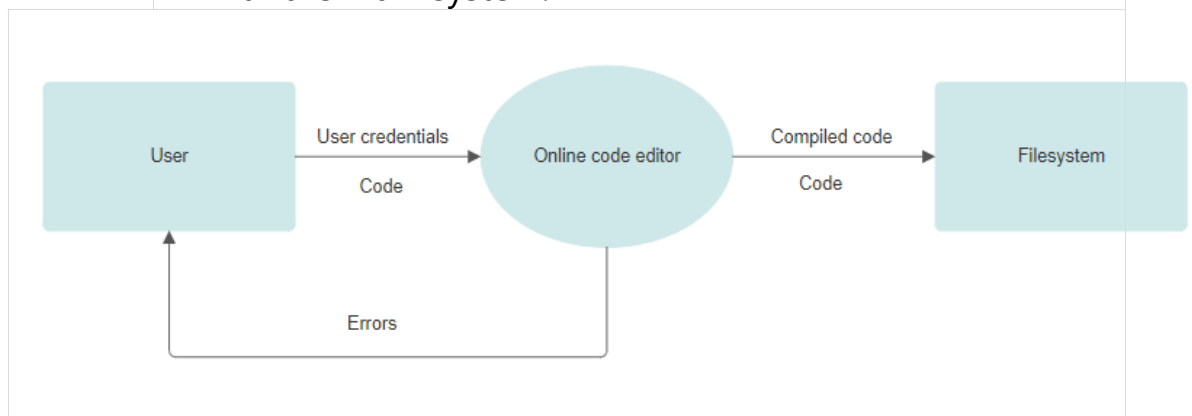 User
User credentials
Code
Online code editor
Compiled code
Code
Filesystem
Errors